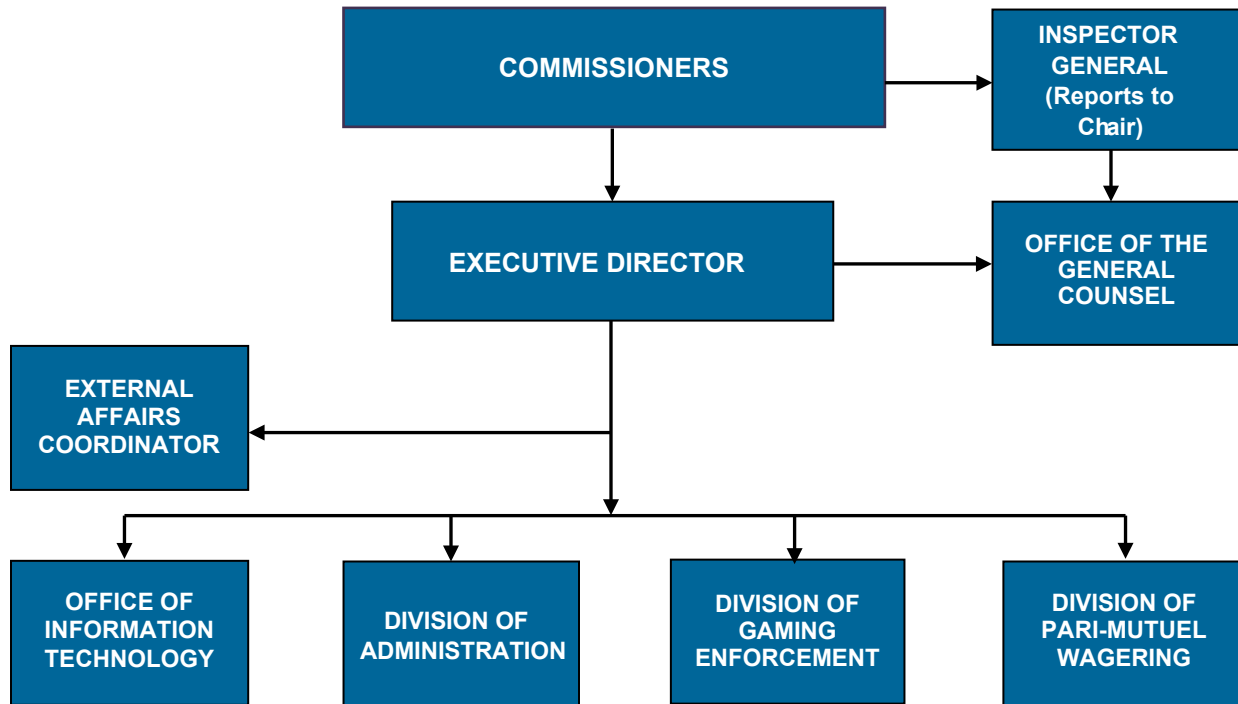 COMMISSIONERS
INSPECTOR
GENERAL
(Reports to
Chair)
EXECUTIVE DIRECTOR
OFFICE OF THE
GENERAL
COUNSEL
EXTERNAL
AFFAIRS
COORDINATOR
OFFICE OF
INFORMATION
TECHNOLOGY
DIVISION OF
ADMINISTRATION
DIVISION OF
GAMING
ENFORCEMENT
DIVISION OF
PARI-MUTUEL
WAGERING